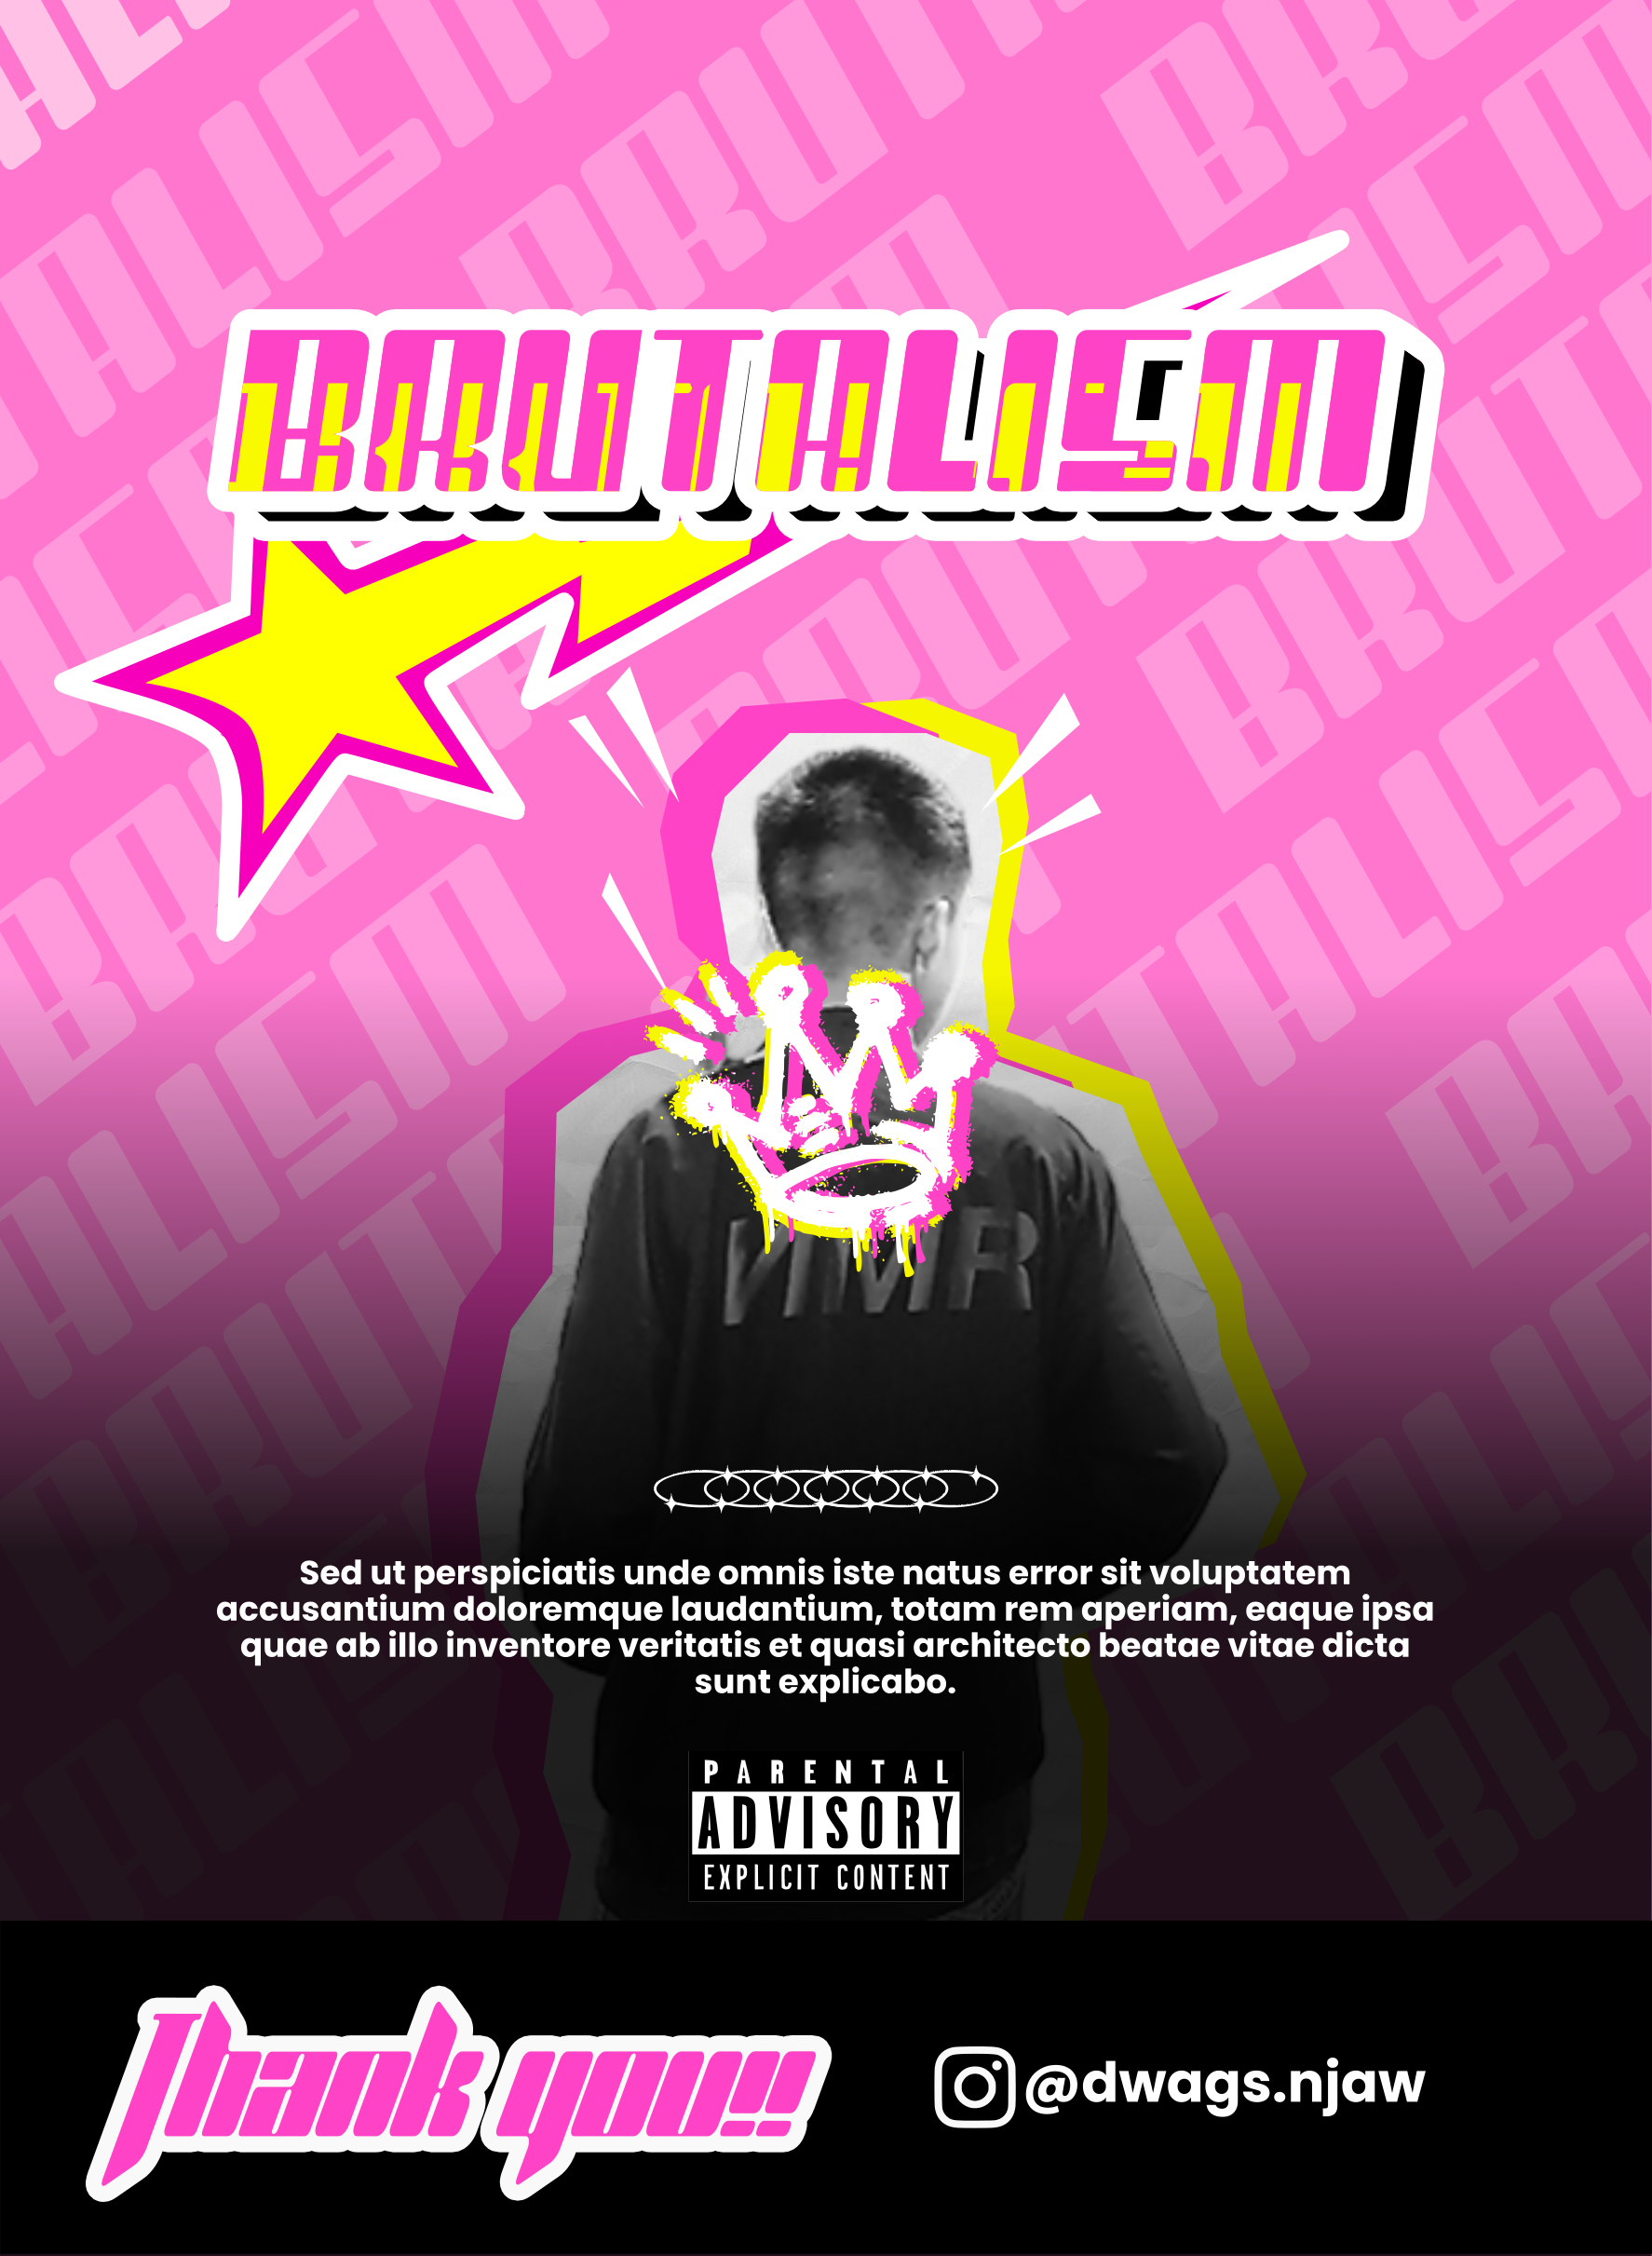 BRUTALISM
VMR
Sed ut perspiciatis unde omnis iste natus error sit voluptatem
accusantium doloremque laudantium, totam rem aperiam, eaque ipsa
quae ab illo inventore veritatis et quasi architecto beatae vitae dicta
sunt explicabo.
PARENTAL
ADVISORY
EXPLICIT CONTENT
Thank you!!
@dwags.njaw